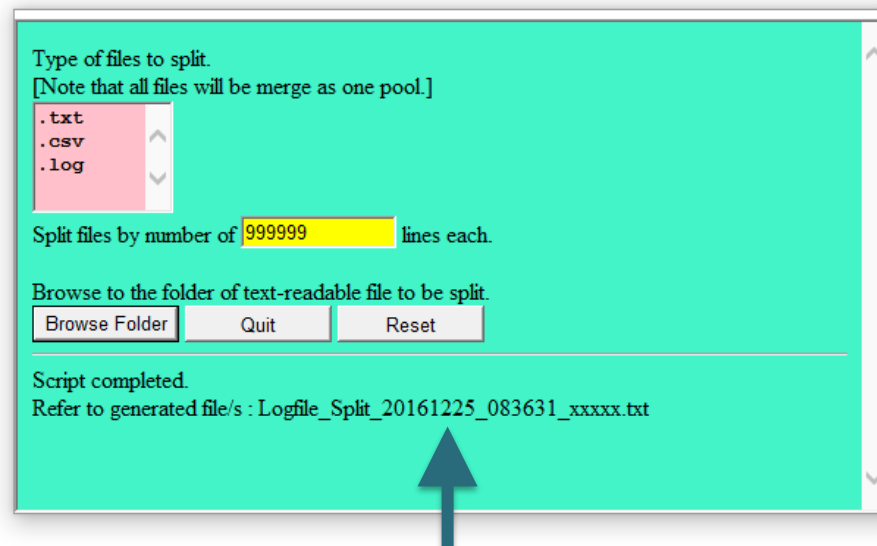 Type of files to split.
[Note that all files will be merge as one pool.]
.txt
.csv
.log
Split files by number of 999999 lines each.
Browse to the folder of text-readable file to be split.
Browse Folder Quit Reset
Script completed.
Refer to generated file/s : Logfile_Split_20161225_083631_xxxxx.txt